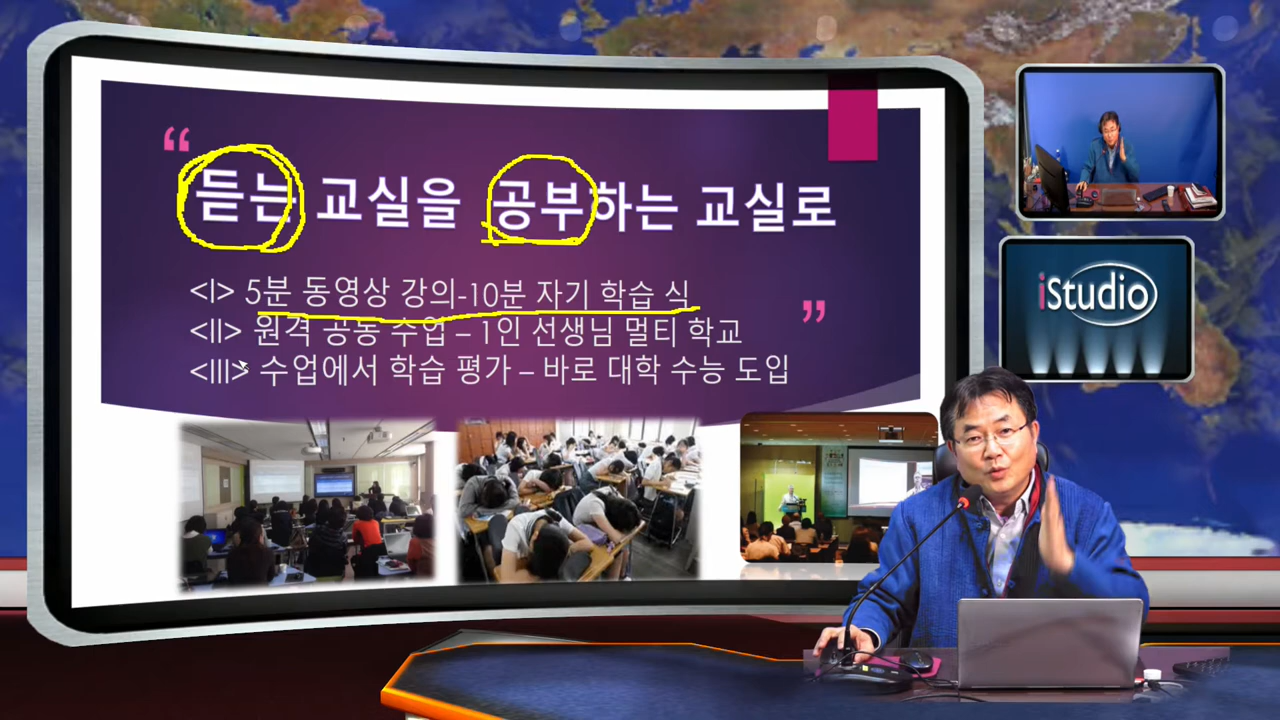 “
듣는 교실을 공부하는 교실로
<I> 5분 동영상 강의-10분 자기 학습 식
”
<II> 원격 공동 수업 – 1인 선생님 멀티 학교
<III> 수업에서 학습 평가 – 바로 대학 수능 도입
iStudio